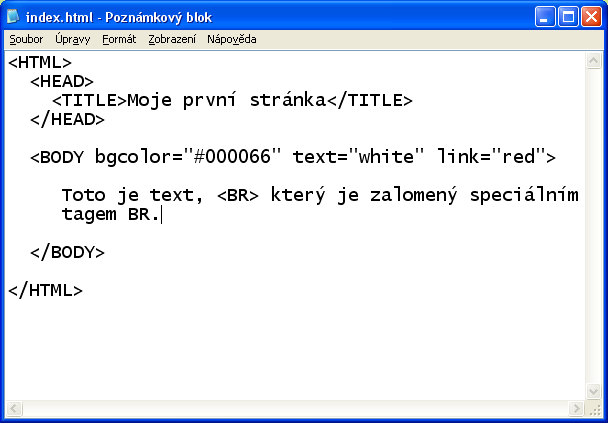 index.html - Poznámkový blok
Soubor Úpravy Formát Zobrazení Nápověda
<HTML>
<HEAD>
<TITLE>Moje první stránka</TITLE>
</HEAD>
<BODY bgcolor="#000066" text="white" link="red">
Toto je text, <BR> který je zalomený speciálním
tagem BR.
</BODY>
</HTML>